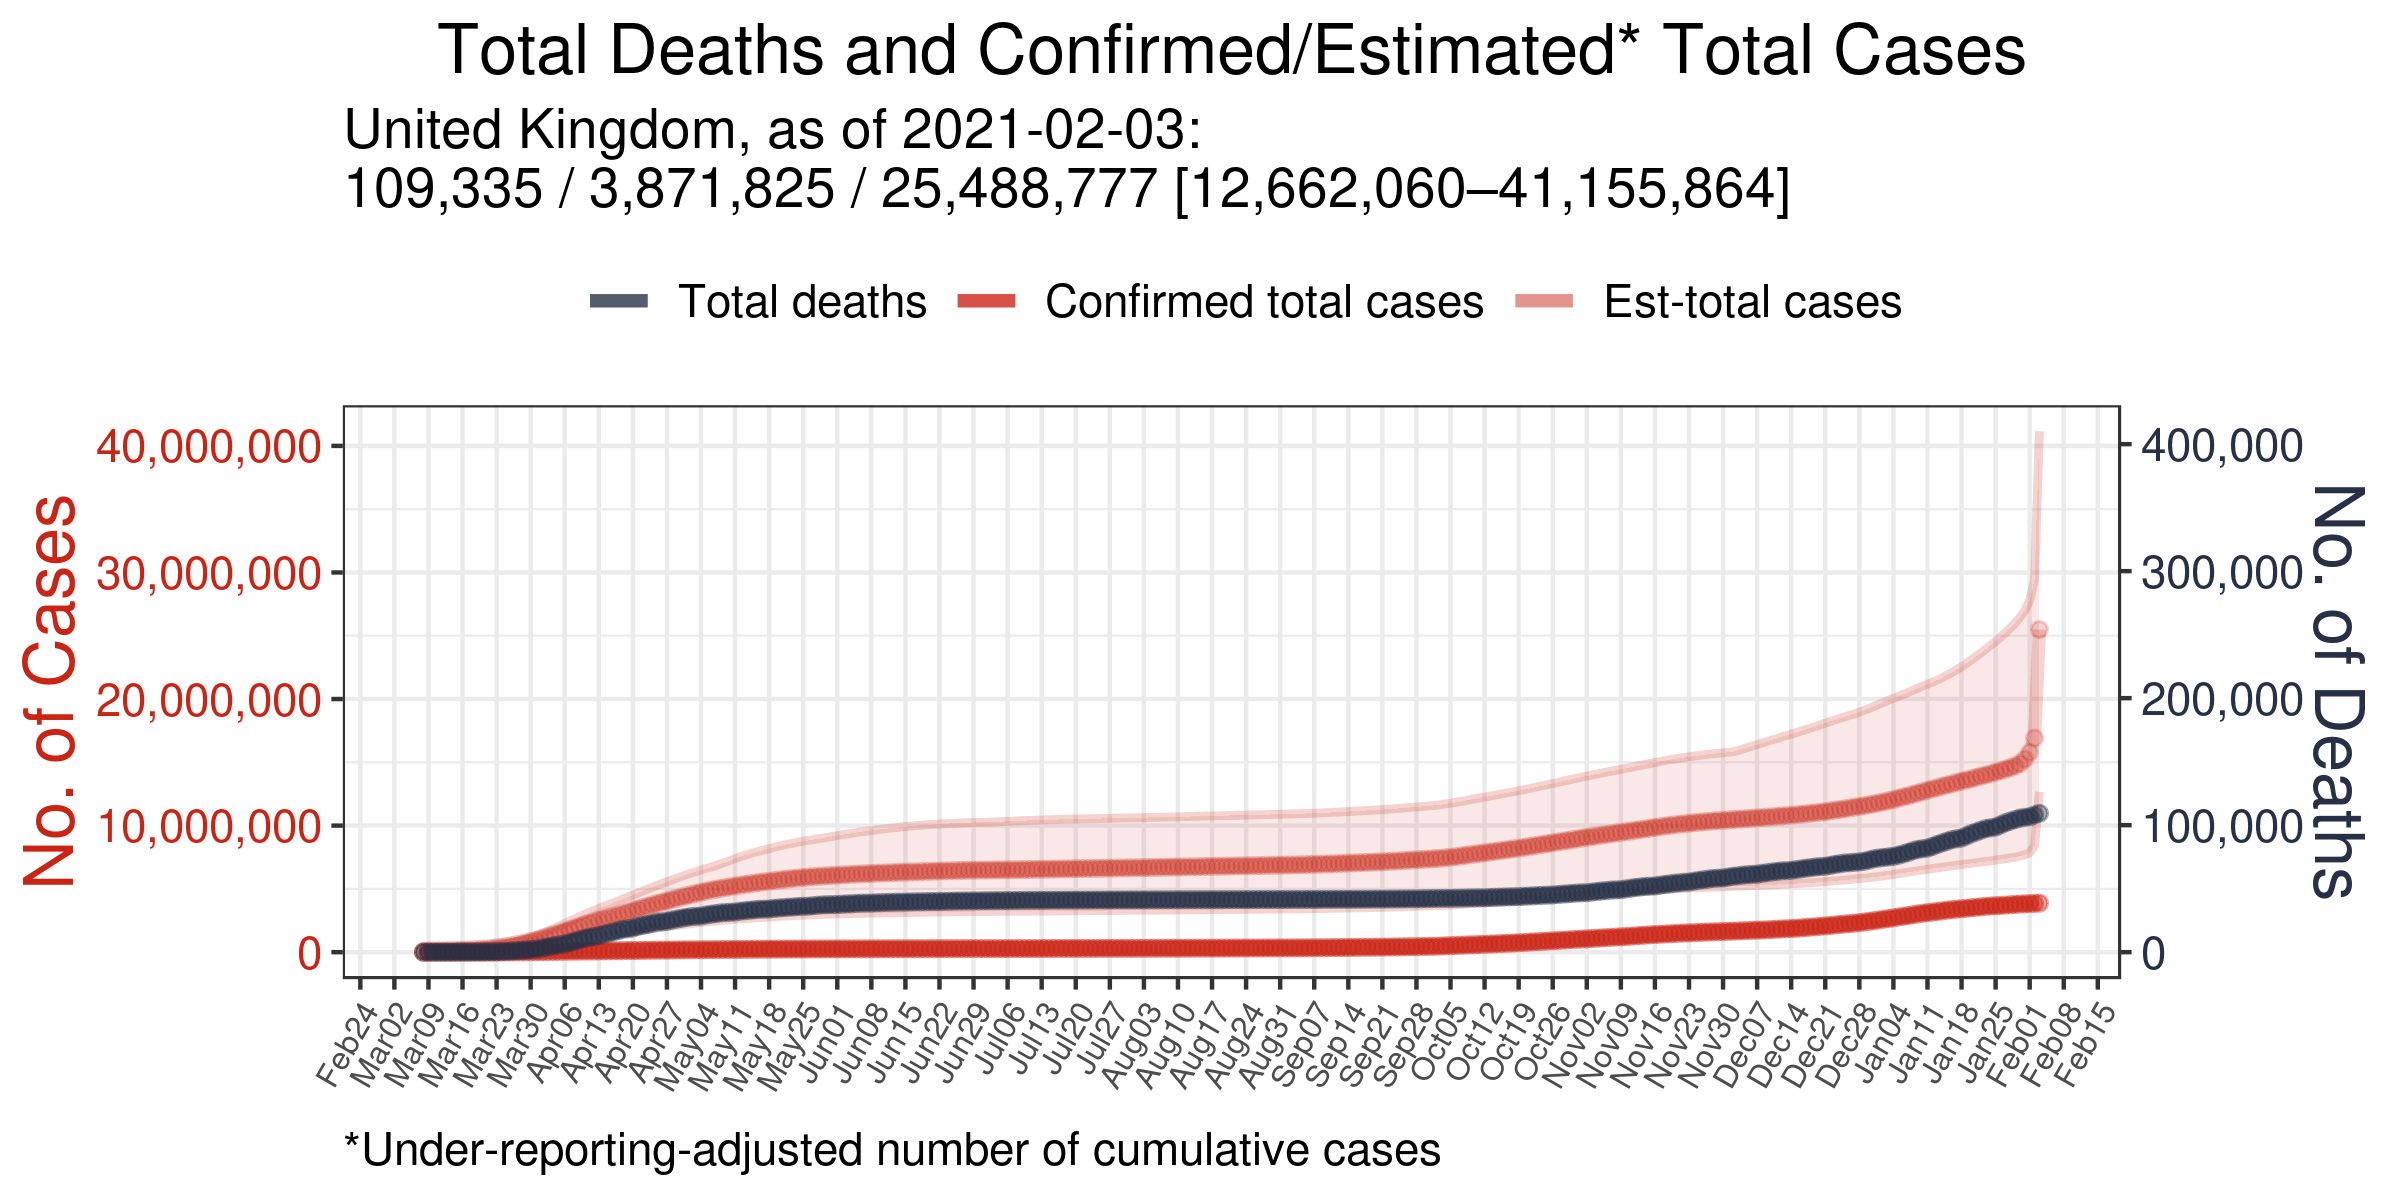 Total Deaths and Confirmed/Estimated* Total Cases
United Kingdom, as of 2021-02-03:
109,335 / 3,871,825 / 25,488,777 [12,662,060–41,155,864]
Total deaths
Confirmed total cases
Est-total cases
No. of Cases
40,000,000
30,000,000
20,000,000
10,000,000
0
400,000
300,000
200,000
100,000
0
No. of Deaths
Feb24
Mar02
Mar09
Mar16
Mar23
Mar30
Apr06
Apr13
Apr20
Apr27
May04
May11
May18
May25
Jun01
Jun08
Jun15
Jun22
Jun29
Jul06
Jul13
Jul20
Jul27
Aug03
Aug10
Aug17
Aug24
Aug31
Sep07
Sep14
Sep21
Sep28
Oct05
Oct12
Oct19
Oct26
Nov02
Nov09
Nov16
Nov23
Nov30
Dec07
Dec14
Dec21
Dec28
Jan04
Jan11
Jan18
Jan25
Feb01
Feb08
Feb15
*Under-reporting-adjusted number of cumulative cases